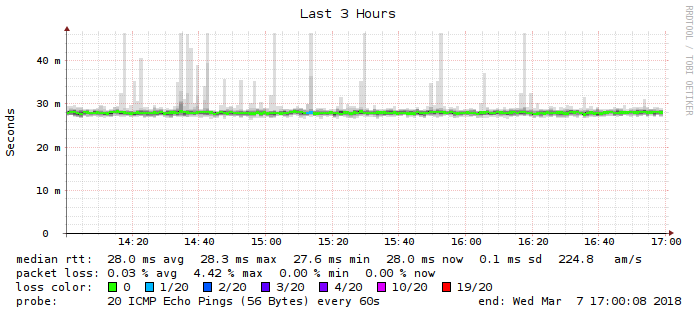 Last 3 Hours
RRDTOOL / TOBI OETIKER
Seconds
40 m
30 m
20 m
10 m
0
14:20 14:40 15:00 15:20 15:40 16:00 16:20 16:40 17:00
median rtt: 28.0 ms avg 28.3 ms max 27.6 ms min 28.0 ms now 0.1 ms sd 224.8 am/s
packet loss: 0.03 % avg 4.42 % max 0.00 % min 0.00 % now
loss color: 0 1/20 2/20 3/20 4/20 10/20 19/20
probe: 20 ICMP Echo Pings (56 Bytes) every 60s end: Wed Mar 7 17:00:08 2018